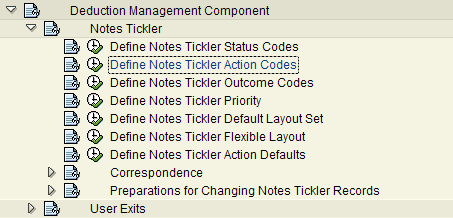 Deduction Management Component
Notes Tickler
Define Notes Tickler Status Codes
Define Notes Tickler Action Codes
Define Notes Tickler Outcome Codes
Define Notes Tickler Priority
Define Notes Tickler Default Layout Set
Define Notes Tickler Flexible Layout
Define Notes Tickler Action Defaults
Correspondence
Preparations for Changing Notes Tickler Records
User Exits